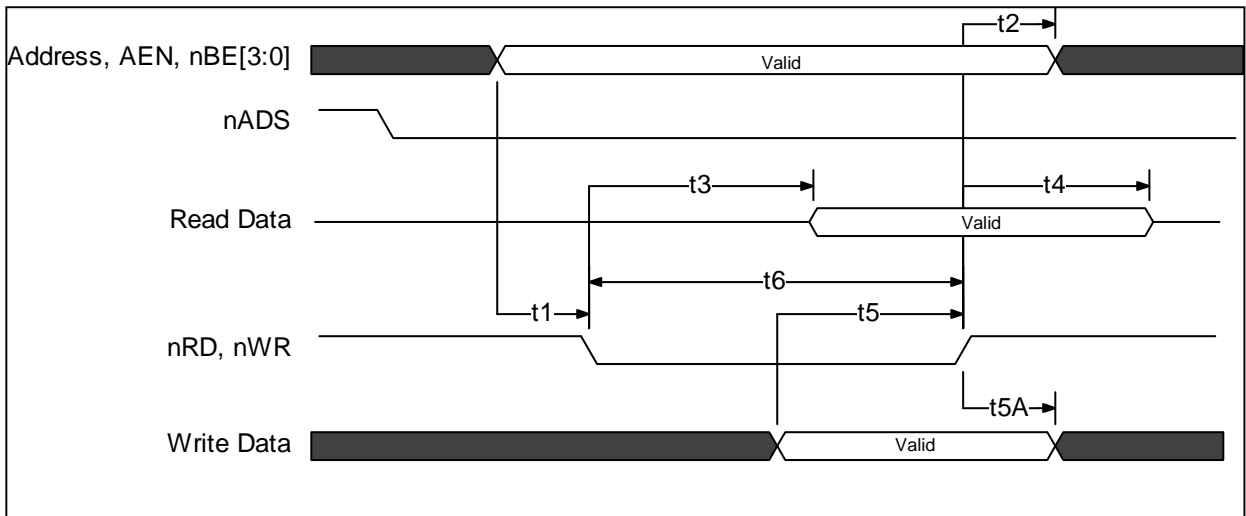 t2
Address, AEN, nBE[3:0]
Valid
nADS
t3
t4
Read Data
Valid
t6
t1
t5
nRD, nWR
t5A
Write Data
Valid